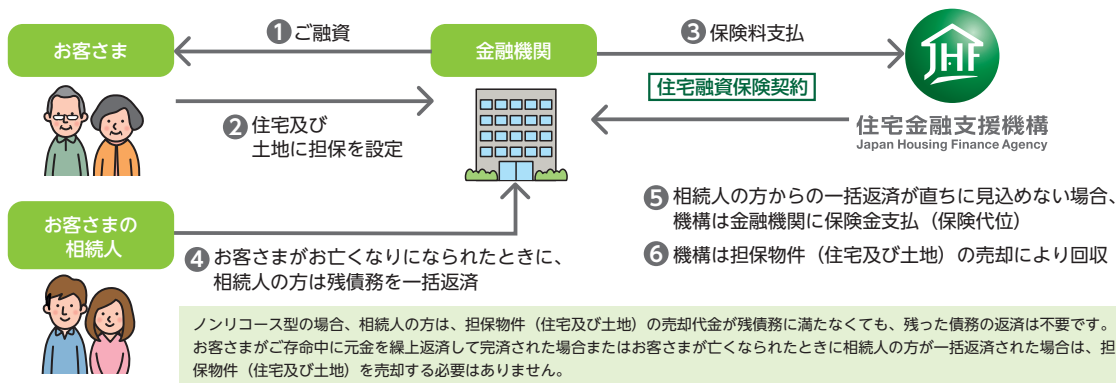 お客さま
❶ご融資
金融機関
❸保険料支払
JHF
住宅融資保険契約
❷住宅及び
土地に担保を設定
住宅金融支援機構
Japan Housing Finance Agency
お客さまの
相続人
❹お客さまがお亡くなりになられたときに、
相続人の方は残債務を一括返済
❺相続人の方からの一括返済が直ちに見込めない場合、
機構は金融機関に保険金支払（保険代位）
❻機構は担保物件（住宅及び土地）の売却により回収
ノンリコース型の場合、相続人の方は、担保物件（住宅及び土地）の売却代金が残債務に満たなくても、残った債務の返済は不要です。
お客さまがご存命中に元金を繰上返済して完済された場合またはお客さまが亡くなられたときに相続人の方が一括返済された場合は、担
保物件（住宅及び土地）を売却する必要はありません。